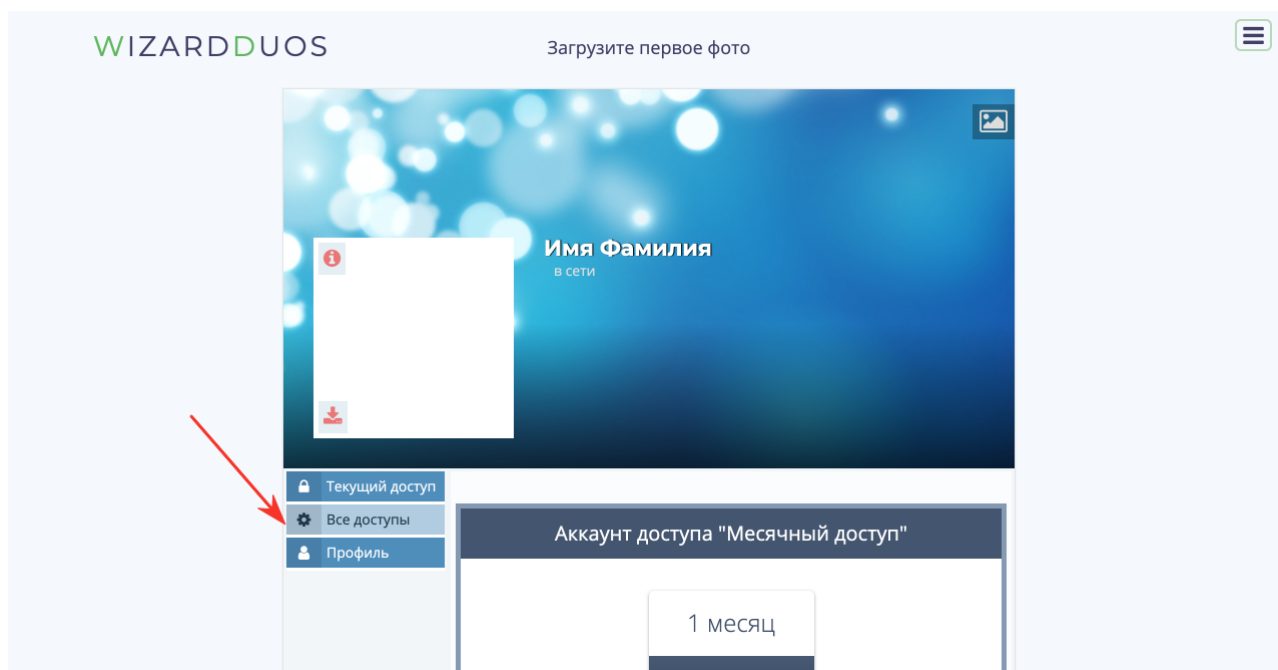 WIZARDDUOS
Загрузите первое фото
Имя Фамилия
в сети
Текущий доступ
Все доступы
Профиль
Аккаунт доступа "Месячный доступ"
1 месяц